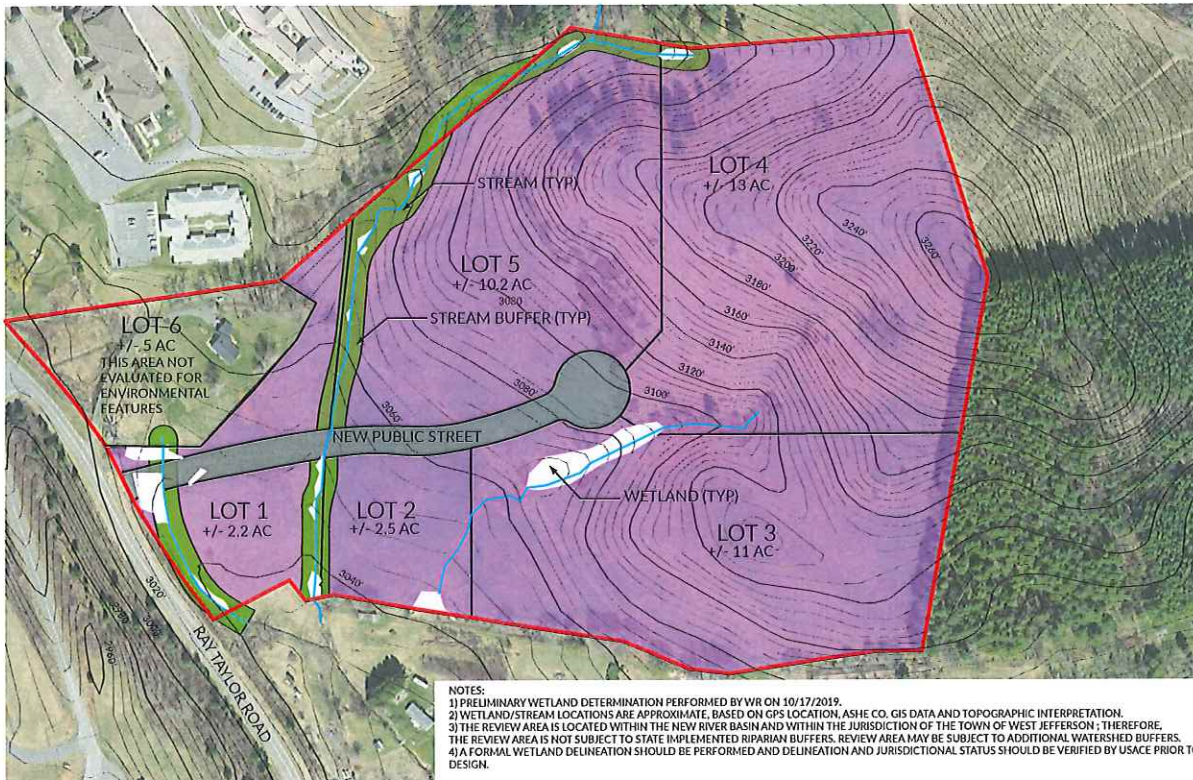 LOT 4
+/- 13 AC
3240'
3260'
3220'
3200'
3180'
3160'
3140'
3120'
3100'
STREAM (TYP)
LOT 5
+/- 10.2 AC
3080
STREAM BUFFER (TYP)
LOT 6
+/- .5 AC
THIS AREA NOT
EVALUATED FOR
ENVIRONMENTAL
FEATURES
3080'
3060'
NEW PUBLIC STREET
WETLAND (TYP)
LOT 1
+/- 2.2 AC
LOT 2
+/- 2.5 AC
LOT 3
+/- 11 AC
3040'
3020'
3000'
2960'
RAY TAYLOR ROAD
NOTES:
1) PRELIMINARY WETLAND DETERMINATION PERFORMED BY WR ON 10/17/2019.
2) WETLAND/STREAM LOCATIONS ARE APPROXIMATE, BASED ON GPS LOCATION, ASHE CO. GIS DATA AND TOPOGRAPHIC INTERPRETATION.
3) THE REVIEW AREA IS LOCATED WITHIN THE NEW RIVER BASIN AND WITHIN THE JURISDICTION OF THE TOWN OF WEST JEFFERSON ; THEREFORE,
THE REVIEW AREA IS NOT SUBJECT TO STATE IMPLEMENTED RIPARIAN BUFFERS. REVIEW AREA MAY BE SUBJECT TO ADDITIONAL WATERSHED BUFFERS.
4) A FORMAL WETLAND DELINEATION SHOULD BE PERFORMED AND DELINEATION AND JURISDICTIONAL STATUS SHOULD BE VERIFIED BY USACE PRIOR TO
DESIGN.